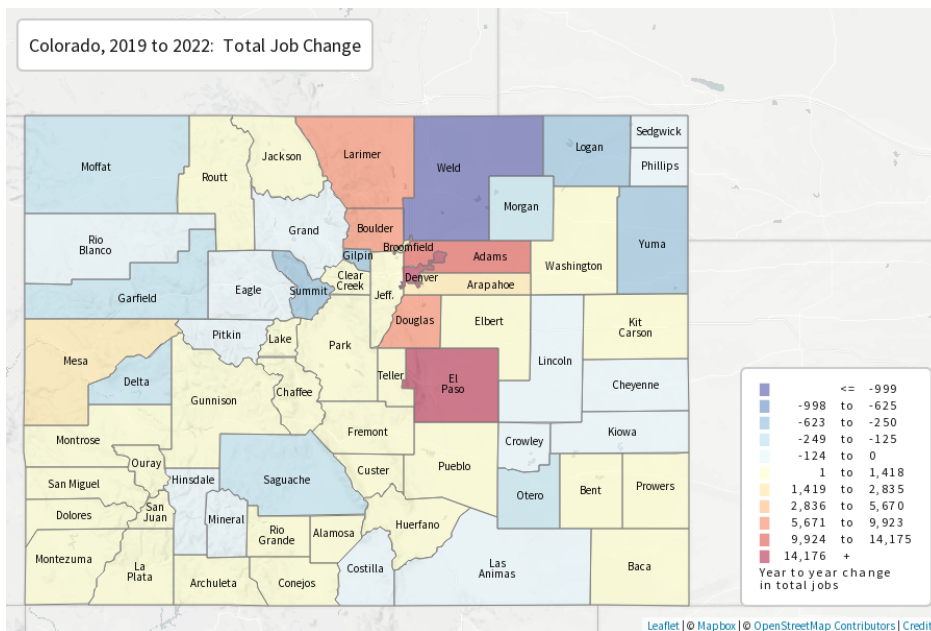 Colorado, 2019 to 2022:  Total Job Change
Sedgwick
Jackson
Larimer
Logan
Moffat
Weld
Phillips
Routt
Morgan
Grand
Boulder
Rio
Blanco
Broomfield
Yuma
Gilpin
Adams
Washington
Clear
Creek
Denver
Arapahoe
Garfield
Eagle
Summit
Jeff.
Douglas
Elbert
Kit
Carson
Pitkin
Lake
Park
Mesa
Lincoln
Teller
Delta
El
Paso
Cheyenne
Gunnison
Chaffee
Fremont
Kiowa
Montrose
Crowley
Ouray
Custer
Pueblo
San Miguel
Hinsdale
Saguache
Otero
Bent
Prowers
Dolores
San
Juan
Mineral
Rio
Grande
Alamosa
Huerfano
Montezuma
La
Plata
Archuleta
Conejos
Costilla
Las
Animas
Baca
<= -999
-998 to -625
-623 to -250
-249 to -125
-124 to 0
1 to 1,418
1,419 to 2,835
2,836 to 5,670
5,671 to 9,923
9,924 to 14,175
14,176 +
Year to year change
in total jobs
Leaflet | © Mapbox | © OpenStreetMap Contributors | Credit